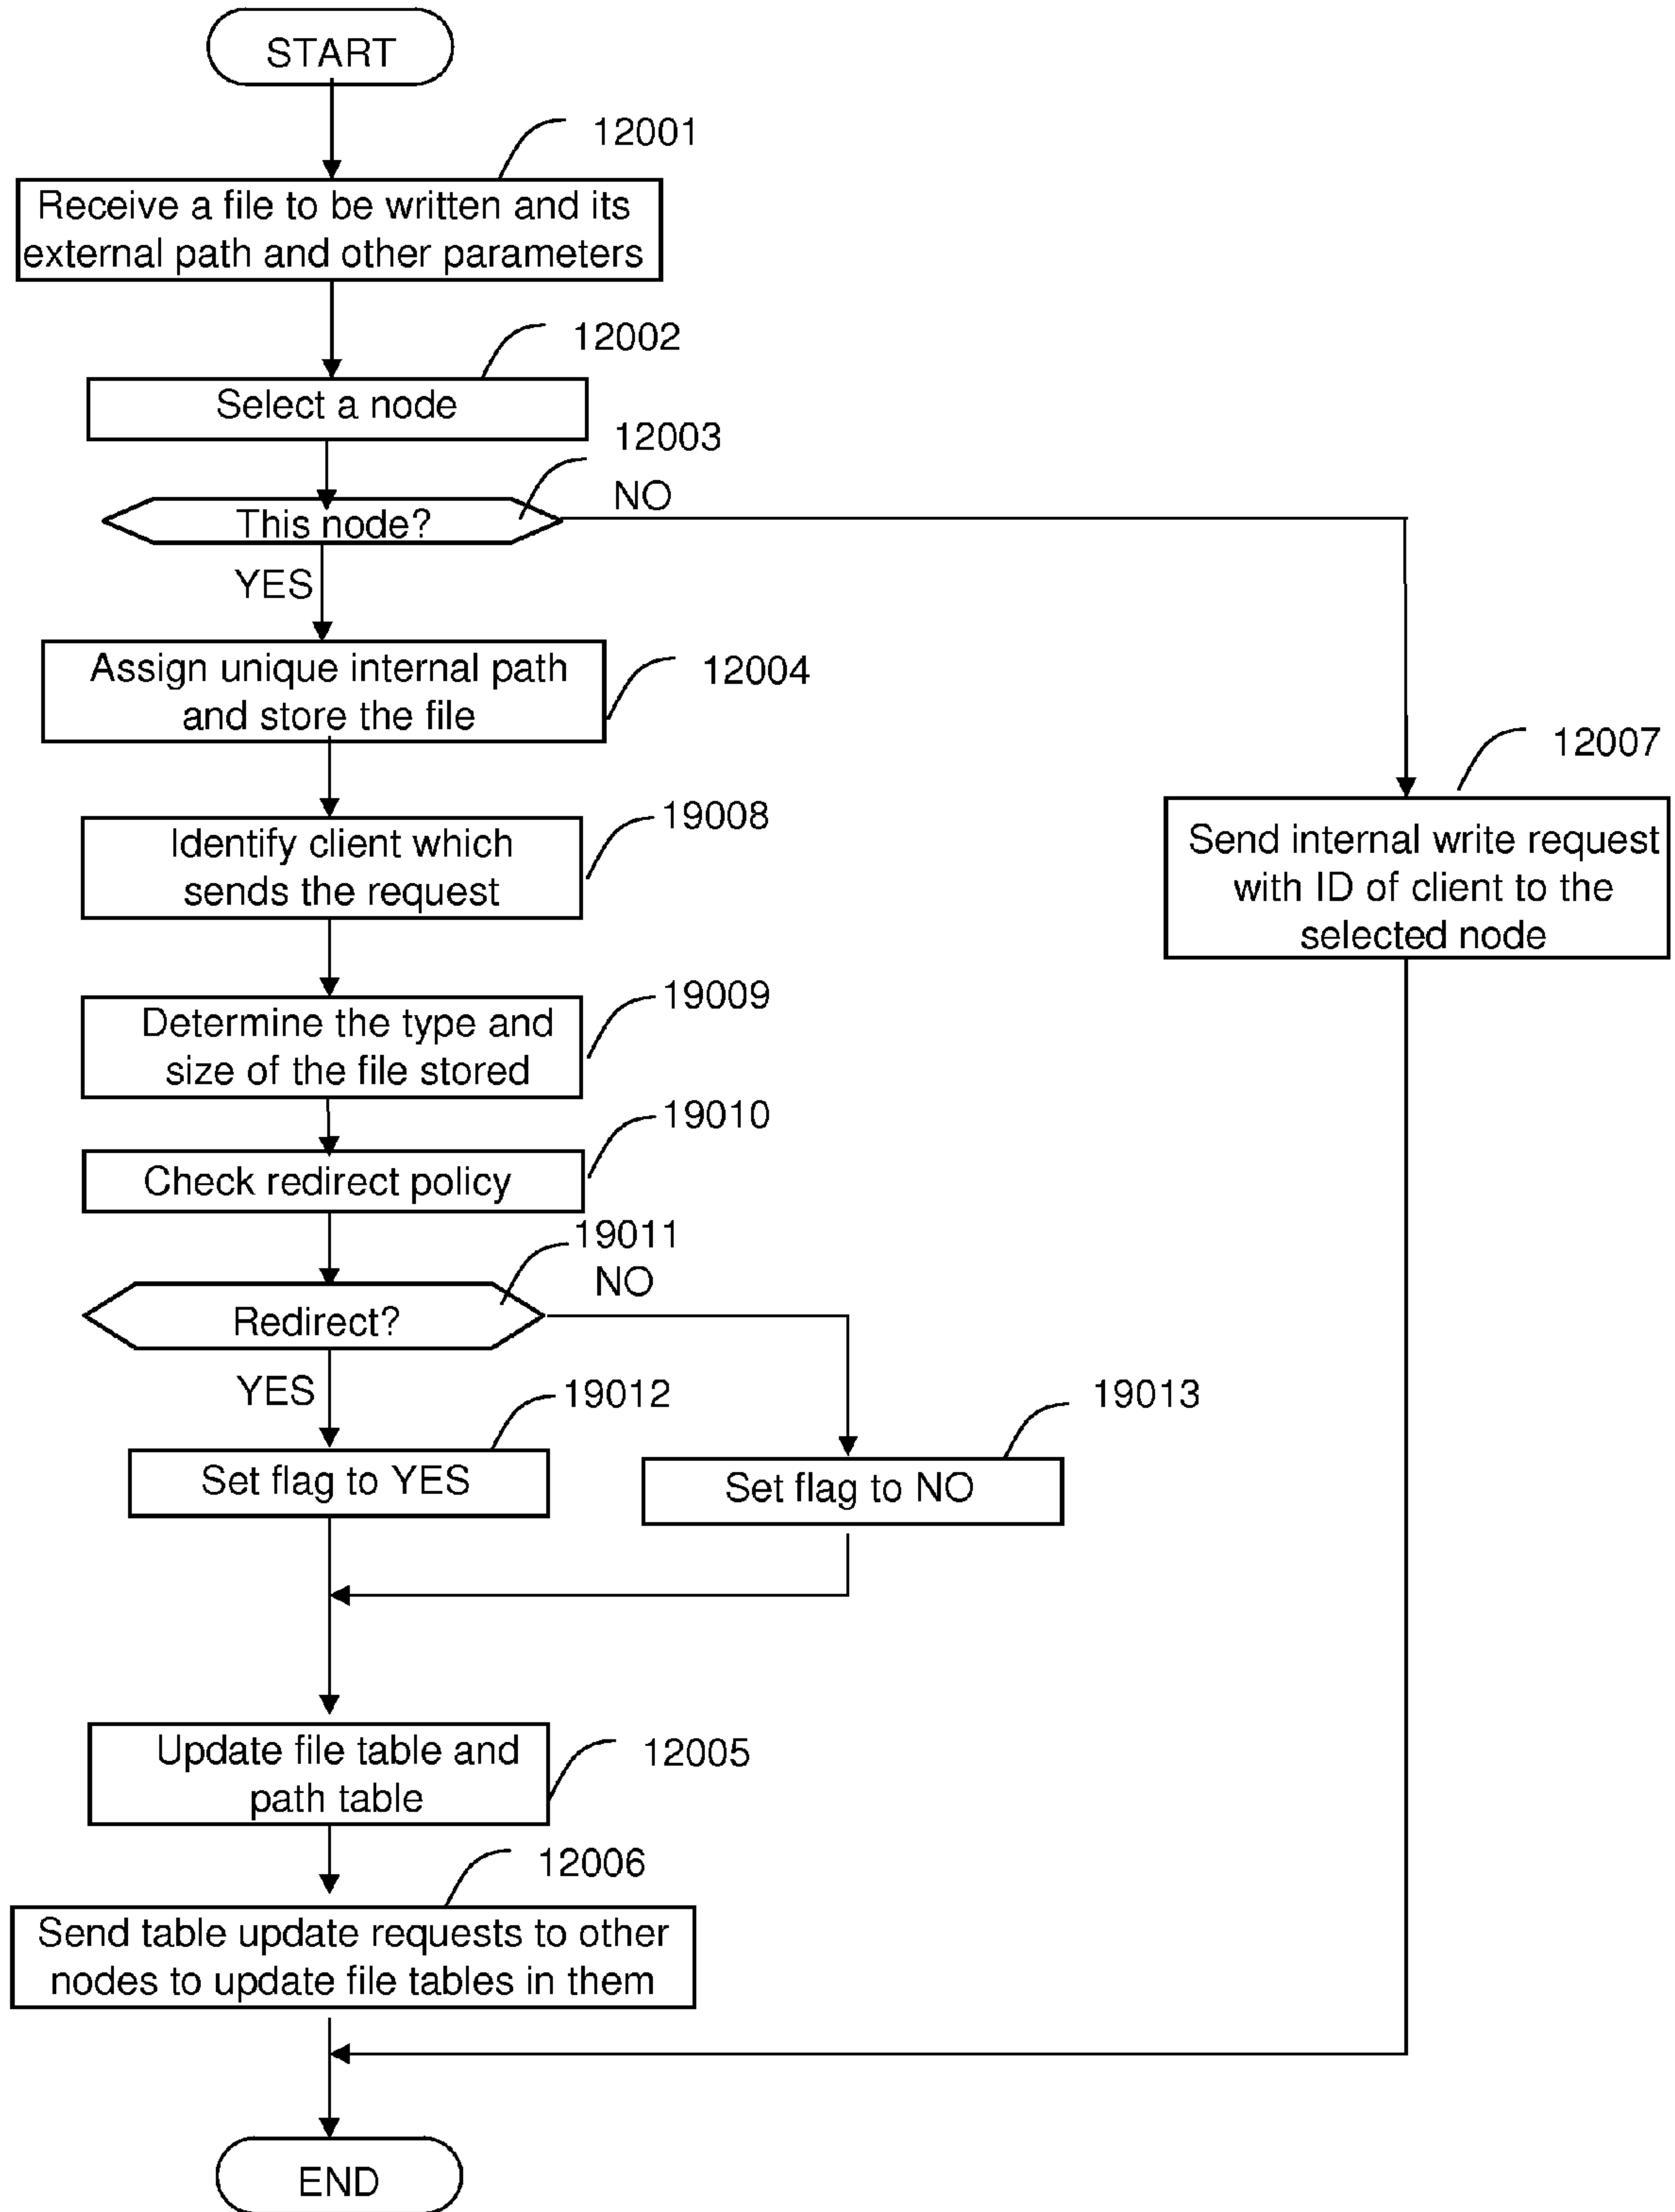 START
12001
Receive a file to be written and its
external path and other parameters
12002
Select a node
12003
NO
This node?
YES
Assign unique internal path
and store the file
12004
12007
Send internal write request
with ID of client to the
selected node
19008
Identify client which
sends the request
19009
Determine the type and
size of the file stored
19010
Check redirect policy
19011
NO
Redirect?
YES
19012
19013
Set flag to YES
Set flag to NO
Update file table and
path table
12005
12006
Send table update requests to other
nodes to update file tables in them
END